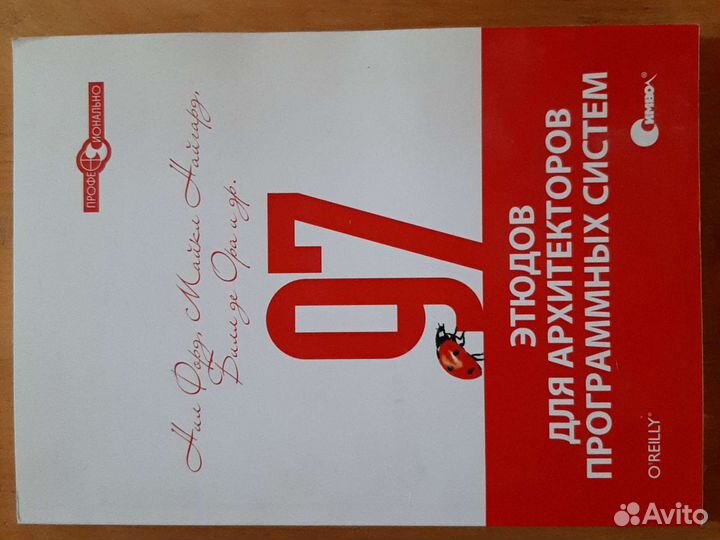 ПРОФЕССИОНАЛЬНО
Нил Форд, Майкл Найгард,
Билл де Ора и др.
97
ЭТЮДОВ
ДЛЯ АРХИТЕКТОРОВ
ПРОГРАММНЫХ СИСТЕМ
O'REILLY®
СИМВОЛ®
Avito